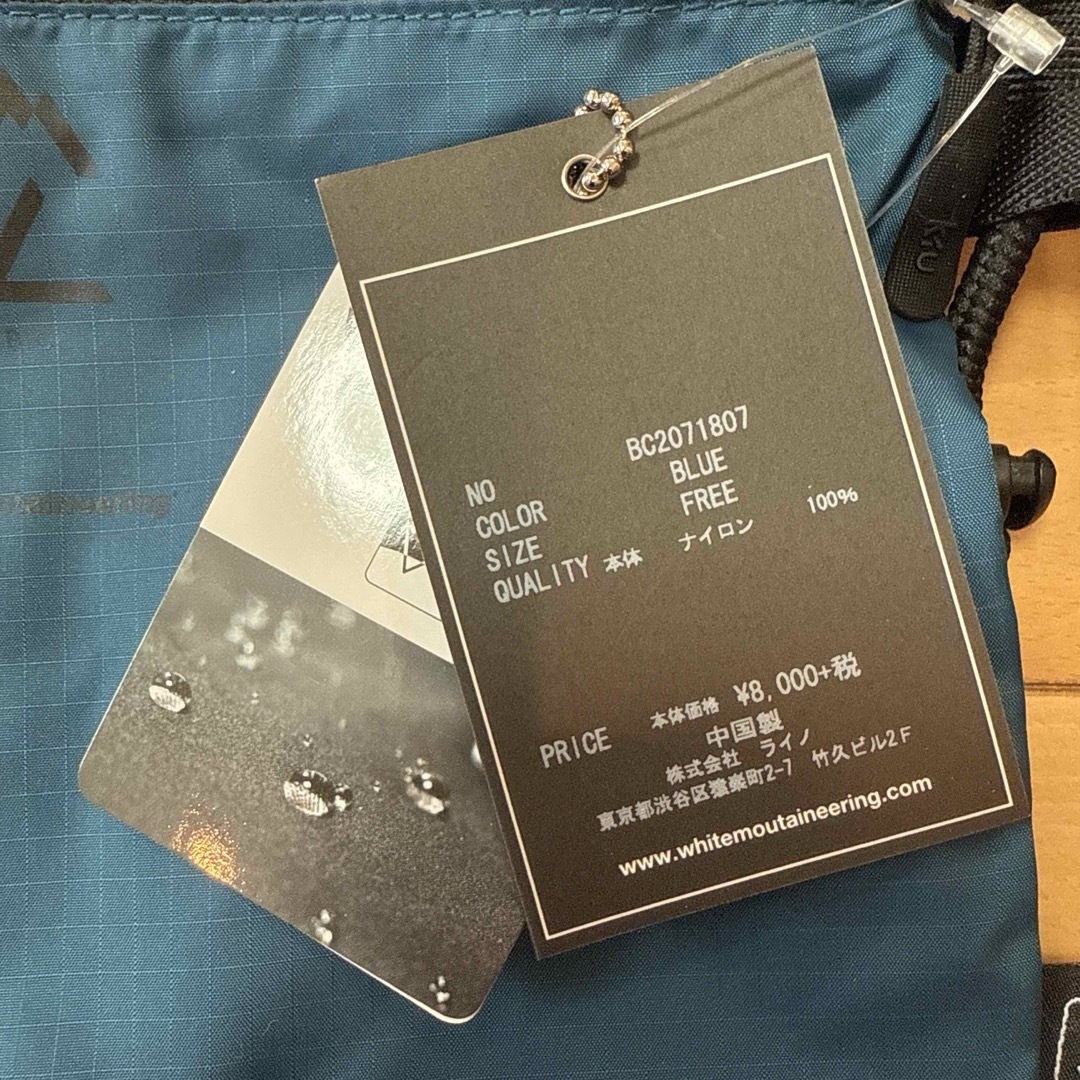 NO BC2071807
COLOR BLUE
SIZE FREE
QUALITY 本体 ナイロン 100%
PRICE 本体価格 ¥8,000+税
中国製
株式会社 ライノ
東京都渋谷区猿楽町2-7 竹久ビル2F
www.whitemoutaineering.com